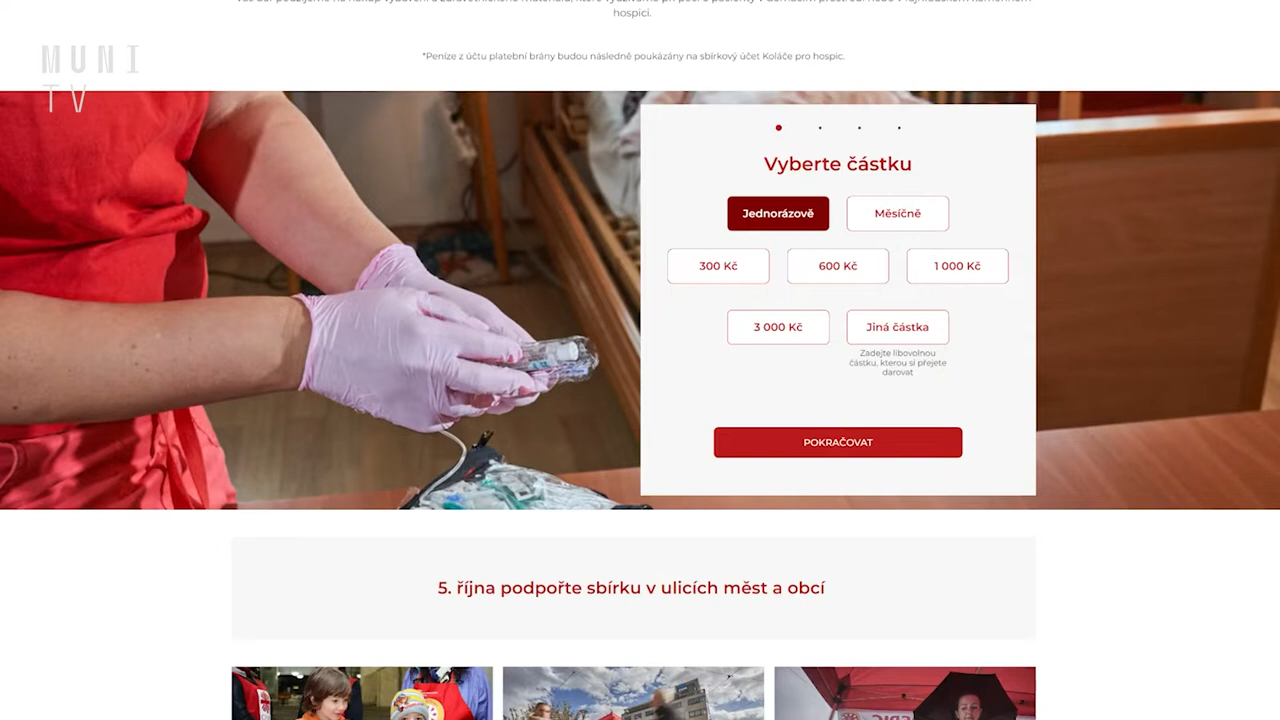 hospici.
*Peníze z účtu platební brány budou následně poukázány na sbírkový účet Koláče pro hospic.
MUNI
TV
Vyberte částku
Jednorázově
Měsíčně
300 Kč
600 Kč
1 000 Kč
3 000 Kč
Jiná částka
Zadejte libovolnou
částku, kterou si přejete
darovat
POKRAČOVAT
5. října podpořte sbírku v ulicích měst a obcí